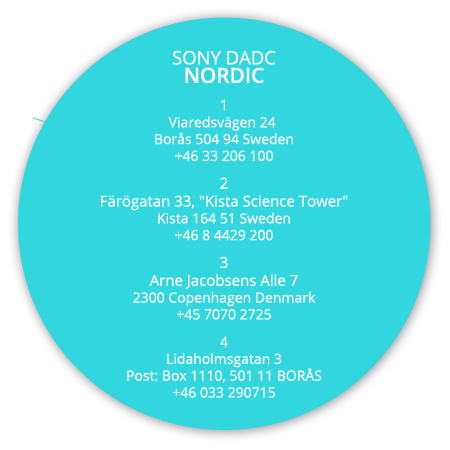 SONY DADC
NORDIC
1
Viaredsvägen 24
Borås 504 94 Sweden
+46 33 206 100
2
Färögatan 33, "Kista Science Tower"
Kista 164 51 Sweden
+46 8 4429 200
3
Arne Jacobsens Alle 7
2300 Copenhagen Denmark
+45 7070 2725
4
Lidaholmsgatan 3
Post: Box 1110, 501 11 BORÅS
+46 033 290715